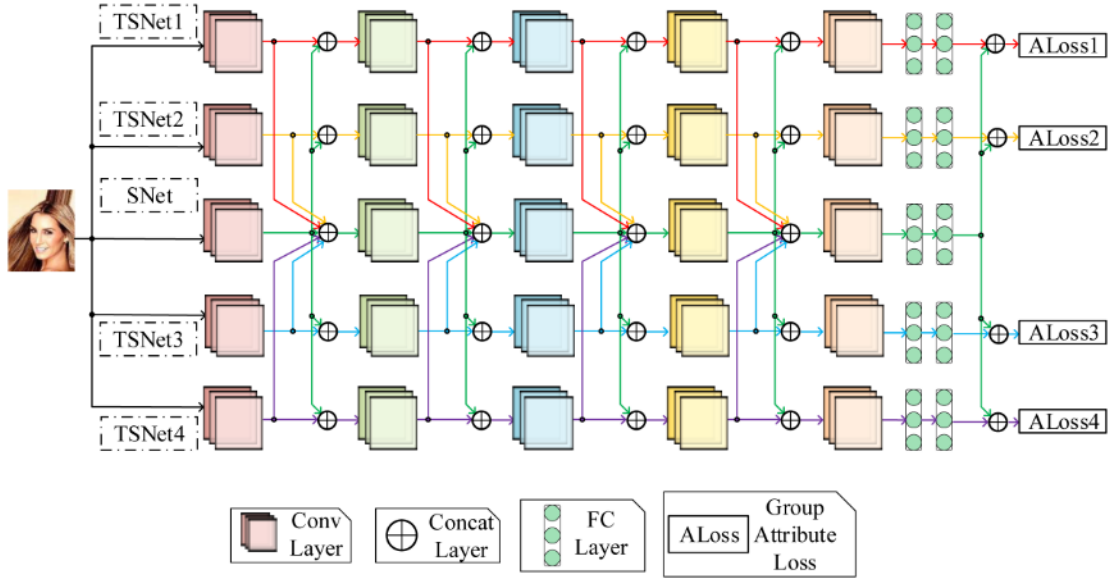 TSNet1
ALoss1
TSNet2
ALoss2
SNet
TSNet3
ALoss3
TSNet4
ALoss4
Conv
Layer
Concat
Layer
FC
Layer
ALoss
Group
Attribute
Loss